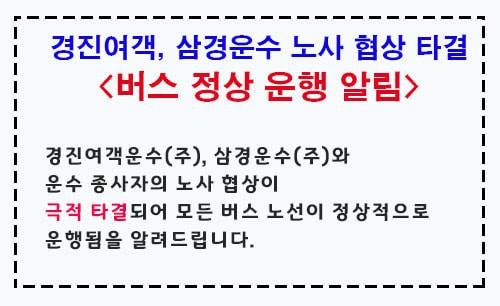 경진여객, 삼경운수 노사 협상 타결
<버스 정상 운행 알림>
경진여객운수(주), 삼경운수(주)와
운수 종사자의 노사 협상이
극적 타결되어 모든 버스 노선이 정상적으로
운행됨을 알려드립니다.